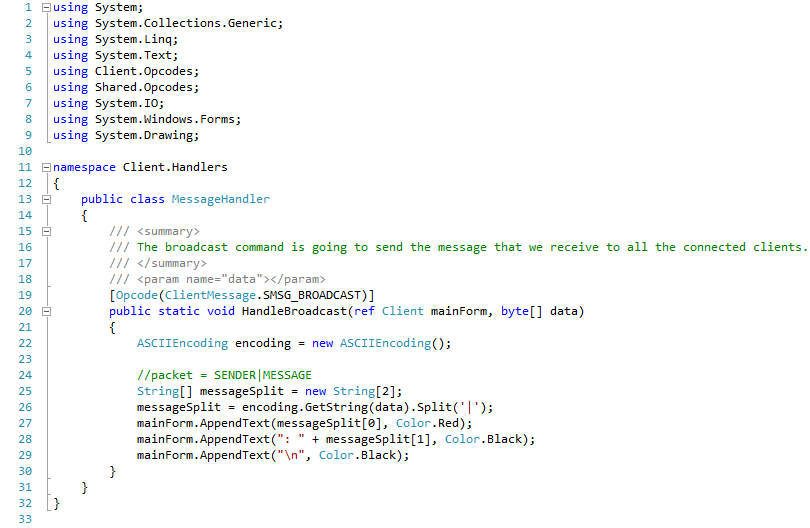 1 using System;
2 using System.Collections.Generic;
3 using System.Linq;
4 using System.Text;
5 using Client.Opcodes;
6 using Shared.Opcodes;
7 using System.IO;
8 using System.Windows.Forms;
9 using System.Drawing;
10
11 namespace Client.Handlers
12 {
13     public class MessageHandler
14     {
15         /// <summary>
16         /// The broadcast command is going to send the message that we receive to all the connected clients.
17         /// </summary>
18         /// <param name="data"></param>
19         [Opcode(ClientMessage.SMSG_BROADCAST)]
20         public static void HandleBroadcast(ref Client mainForm, byte[] data)
21         {
22             ASCIIEncoding encoding = new ASCIIEncoding();
23
24             //packet = SENDER|MESSAGE
25             String[] messageSplit = new String[2];
26             messageSplit = encoding.GetString(data).Split('|');
27             mainForm.AppendText(messageSplit[0], Color.Red);
28             mainForm.AppendText(": " + messageSplit[1], Color.Black);
29             mainForm.AppendText("\n", Color.Black);
30         }
31     }
32 }
33